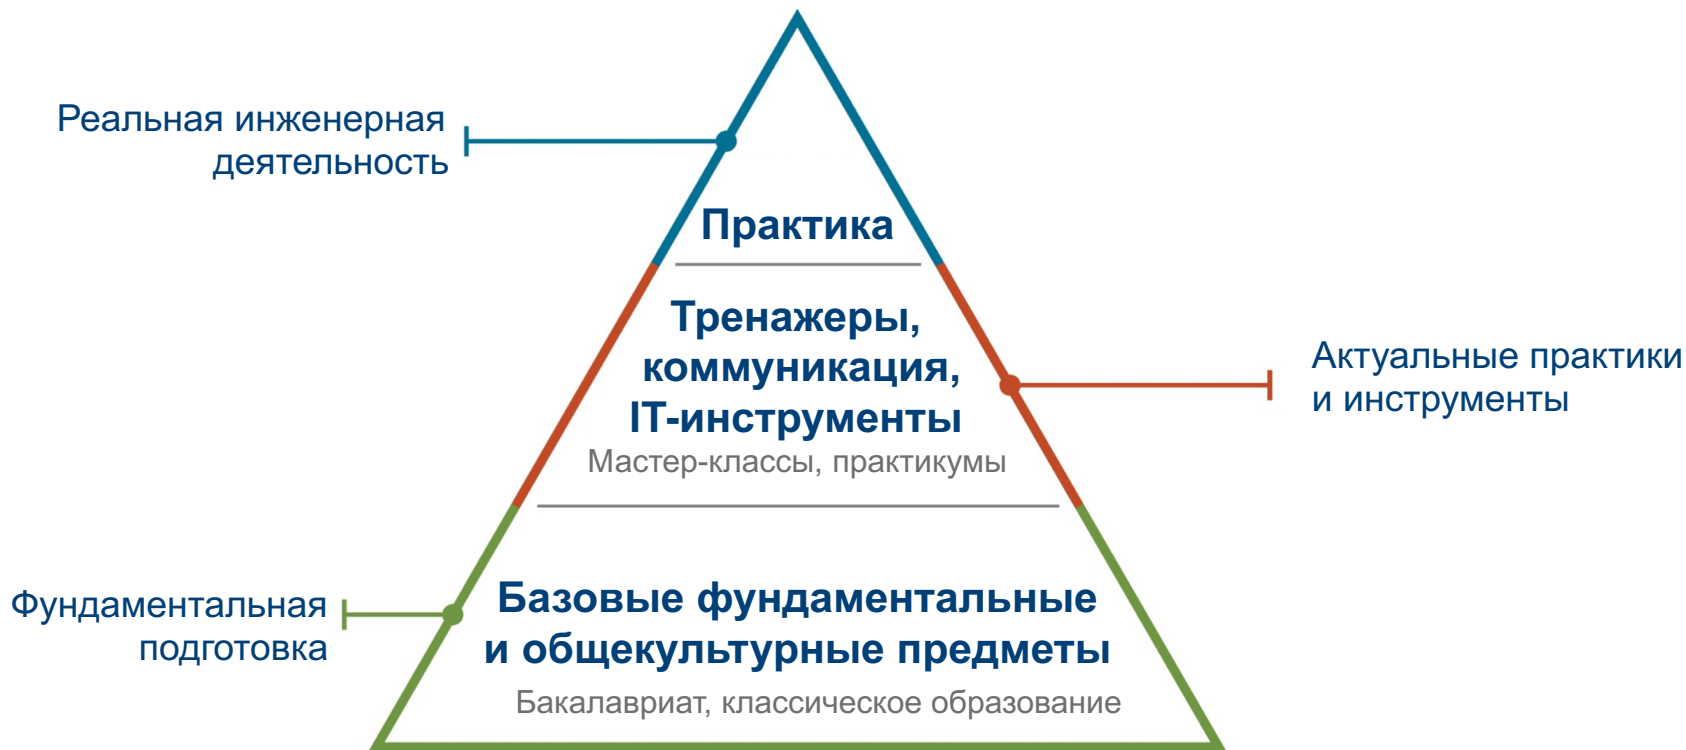 Реальная инженерная
деятельность
Практика
Тренажеры,
коммуникация,
IT-инструменты
Мастер-классы, практикумы
Актуальные практики
и инструменты
Фундаментальная
подготовка
Базовые фундаментальные
и общекультурные предметы
Бакалавриат, классическое образование